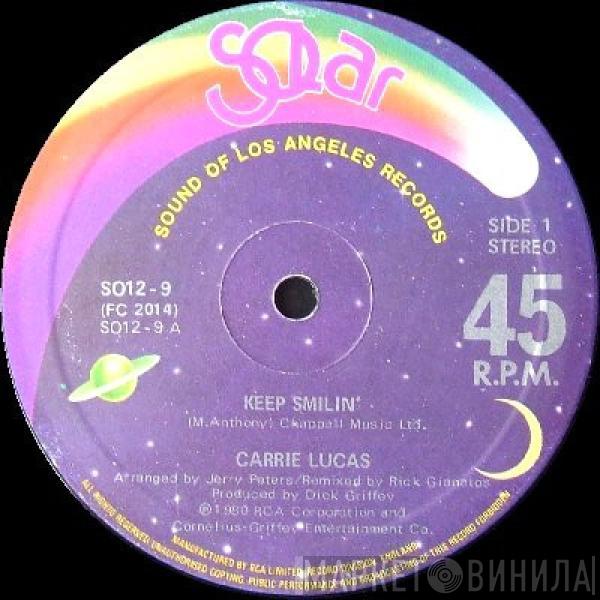 Solar
SOUND OF LOS ANGELES RECORDS
SIDE 1
STEREO
SO12-9
(FC 2014)
SO12-9 A
45
R.P.M.
KEEP SMILIN'
(M. Anthony) Chappell Music Ltd.
CARRIE LUCAS
Arranged by Jerry Peters/Remixed by Rick Gianatos
Produced by Dick Griffey
℗ 1980 RCA Corporation and
Cornelius-Griffey Entertainment Co.
MANUFACTURED BY RCA LIMITED, RECORD DIVISION, ENGLAND.
ALL RIGHTS RESERVED. UNAUTHORISED COPYING, PUBLIC PERFORMANCE AND BROADCASTING OF THIS RECORD FORBIDDEN
МАРКЕТ ВИНИЛА